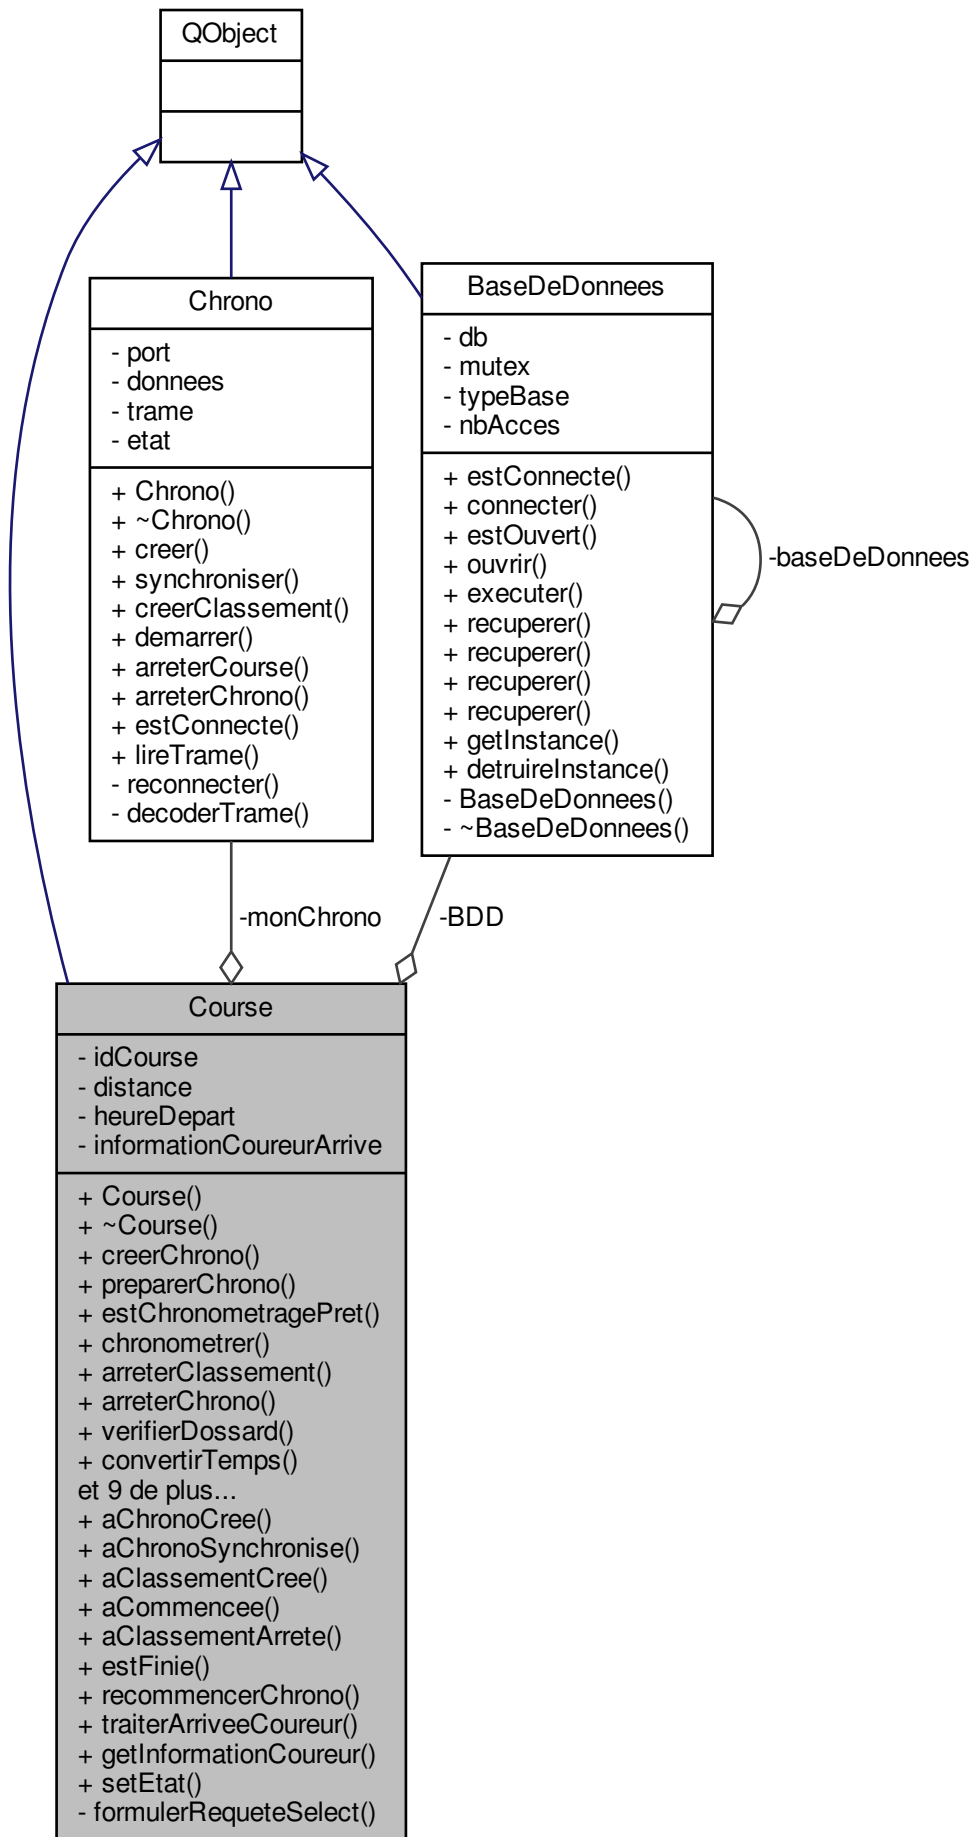 QObject
Chrono
- port
- donnees
- trame
- etat
+ Chrono()
+ ~Chrono()
+ creer()
+ synchroniser()
+ creerClassement()
+ demarrer()
+ arreterCourse()
+ arreterChrono()
+ estConnecte()
+ lireTrame()
- reconnecter()
- decoderTrame()
BaseDeDonnees
- db
- mutex
- typeBase
- nbAcces
+ estConnecte()
+ connecter()
+ estOuvert()
+ ouvrir()
+ executer()
+ recuperer()
+ recuperer()
+ recuperer()
+ recuperer()
+ getInstance()
+ detruireInstance()
- BaseDeDonnees()
- ~BaseDeDonnees()
-baseDeDonnees
-monChrono
-BDD
Course
- idCourse
- distance
- heureDepart
- informationCoureurArrive
+ Course()
+ ~Course()
+ creerChrono()
+ preparerChrono()
+ estChronometragePret()
+ chronometrer()
+ arreterClassement()
+ arreterChrono()
+ verifierDossard()
+ convertirTemps()
et 9 de plus...
+ aChronoCree()
+ aChronoSynchronise()
+ aClassementCree()
+ aCommencee()
+ aClassementArrete()
+ estFinie()
+ recommencerChrono()
+ traiterArriveeCoureur()
+ getInformationCoureur()
+ setEtat()
- formulerRequeteSelect()